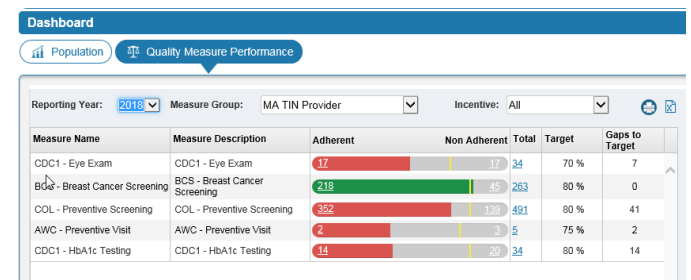 Dashboard
Population Quality Measure Performance
Reporting Year: 2018 Measure Group: MA TIN Provider Incentive: All
Measure Name Measure Description Adherent Non Adherent Total Target Gaps to Target
CDC1 - Eye Exam CDC1 - Eye Exam 17 17 34 70 % 7
BCS - Breast Cancer Screening BCS - Breast Cancer Screening 218 45 263 80 % 0
COL - Preventive Screening COL - Preventive Screening 352 139 491 80 % 41
AWC - Preventive Visit AWC - Preventive Visit 2 3 5 75 % 2
CDC1 - HbA1c Testing CDC1 - HbA1c Testing 14 20 34 80 % 14